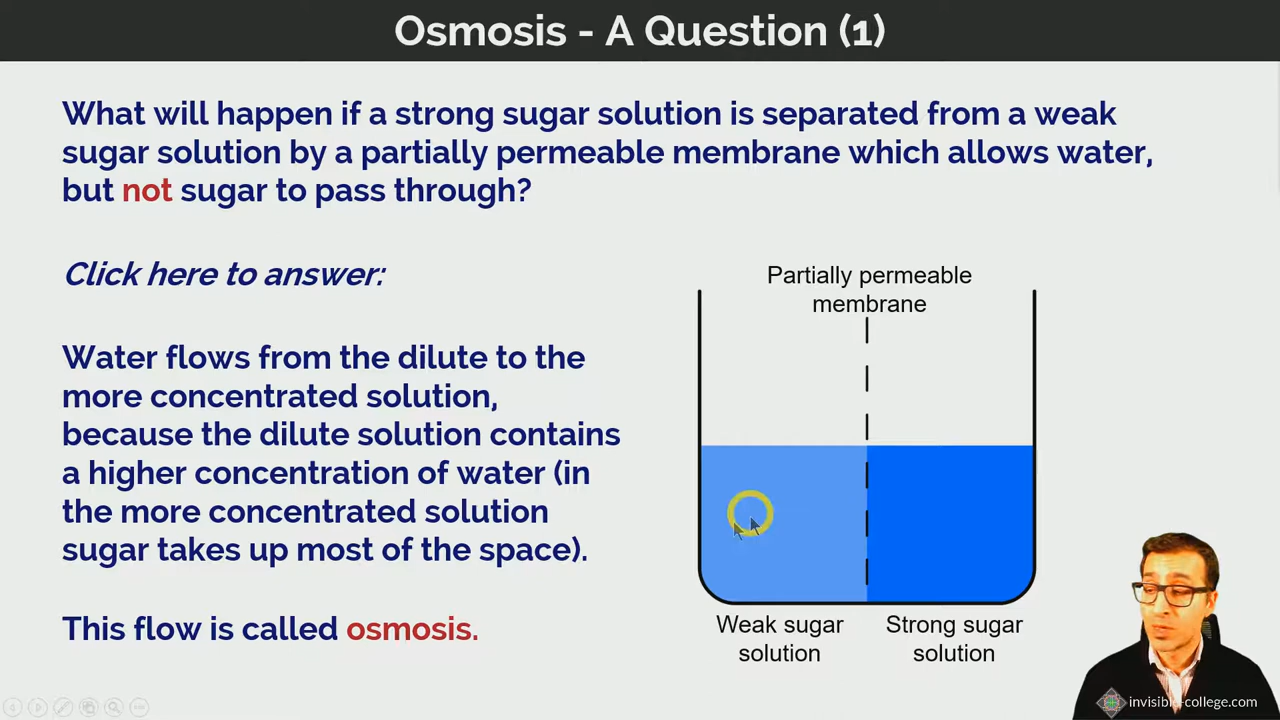 Osmosis - A Question (1)
What will happen if a strong sugar solution is separated from a weak
sugar solution by a partially permeable membrane which allows water,
but not sugar to pass through?
Click here to answer:
Water flows from the dilute to the
more concentrated solution,
because the dilute solution contains
a higher concentration of water (in
the more concentrated solution
sugar takes up most of the space).
This flow is called osmosis.
Partially permeable
membrane
Weak sugar
solution
Strong sugar
solution
invisible-college.com